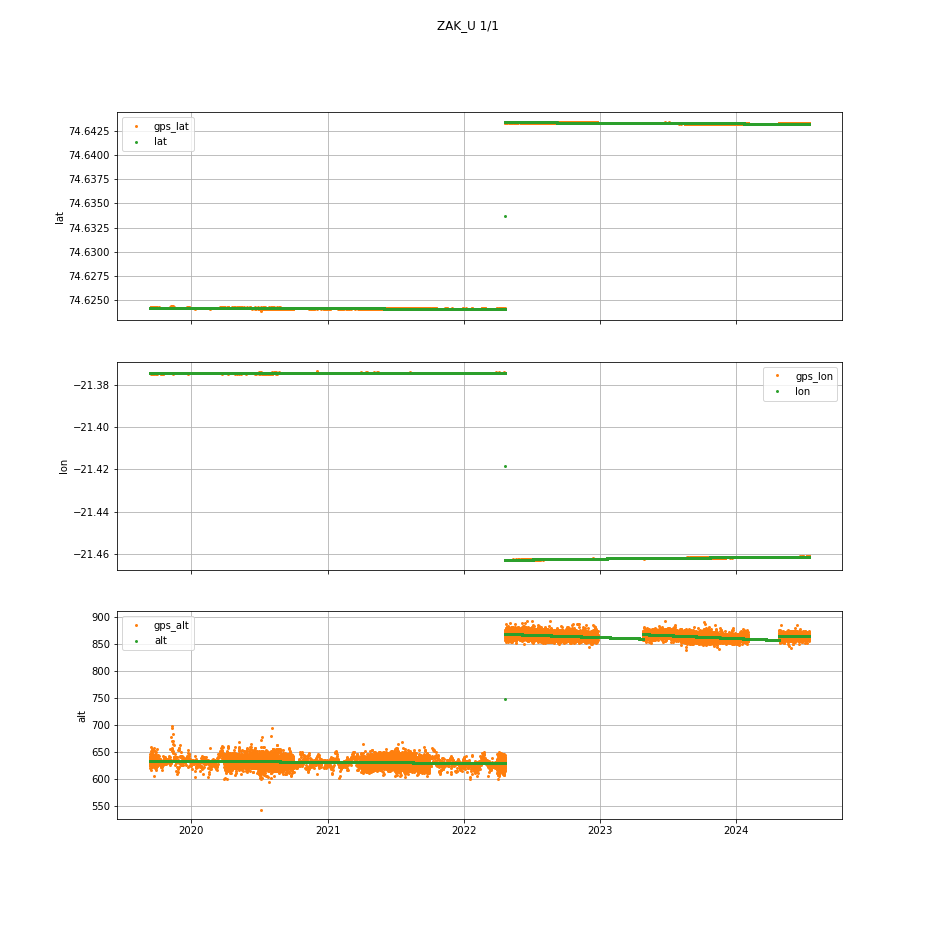 ZAK_U 1/1
gps_lat
lat
74.6425
74.6400
74.6375
74.6350
74.6325
74.6300
74.6275
74.6250
lat
gps_lon
lon
−21.38
−21.40
−21.42
−21.44
−21.46
lon
gps_alt
alt
900
850
800
750
700
650
600
550
alt
2020
2021
2022
2023
2024